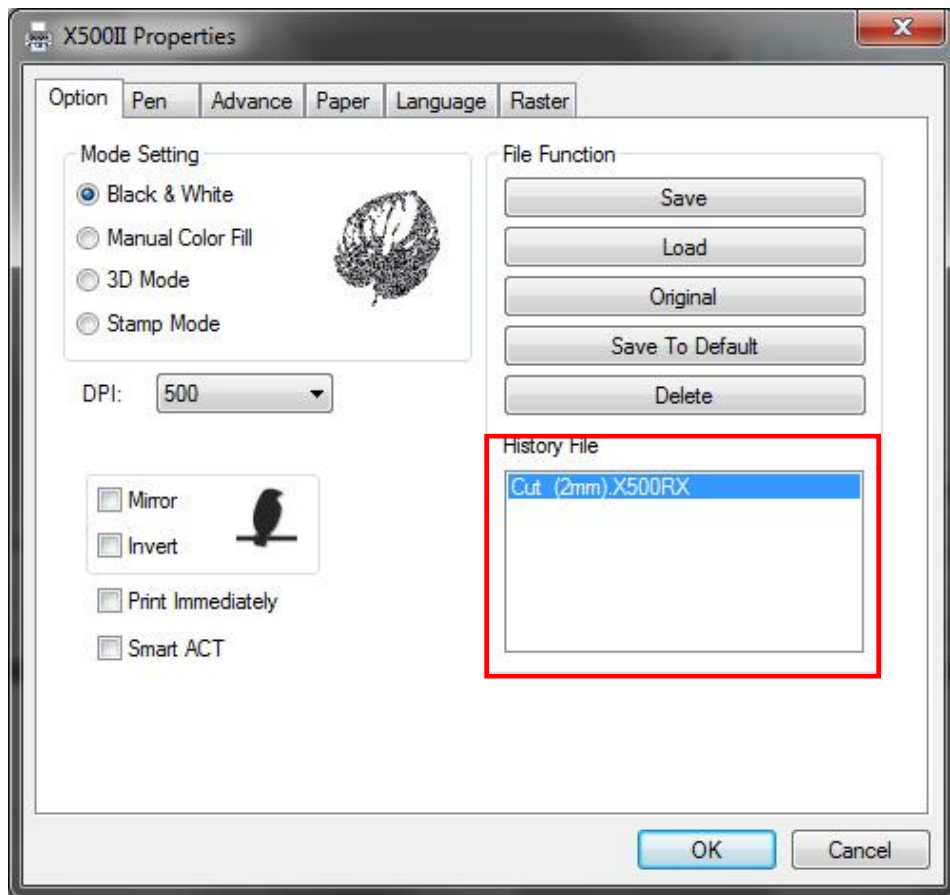 X500II Properties
Option Pen Advance Paper Language Raster
Mode Setting
Black & White
Manual Color Fill
3D Mode
Stamp Mode
DPI: 500
Mirror
Invert
Print Immediately
Smart ACT
File Function
Save
Load
Original
Save To Default
Delete
History File
Cut (2mm).X500RX
OK Cancel